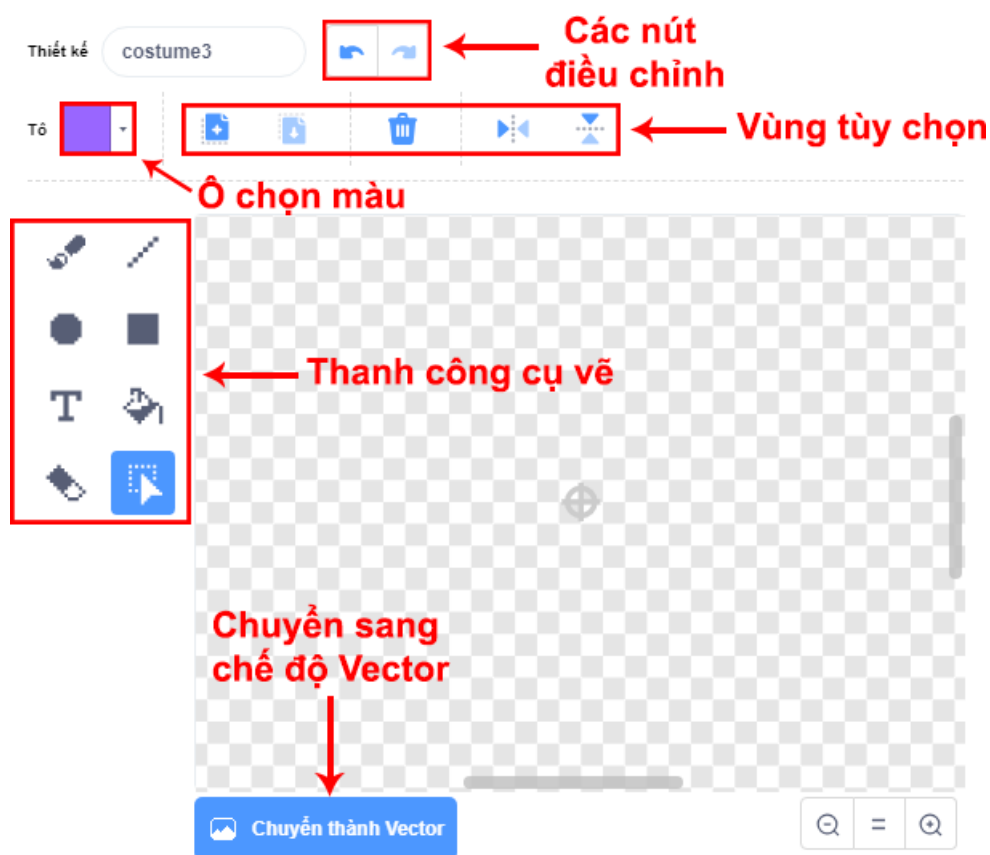 Thiết kế costume3
Các nút
điều chỉnh
Tô
Vùng tùy chọn
Ô chọn màu
Thanh công cụ vẽ
Chuyển sang
chế độ Vector
Chuyển thành Vector